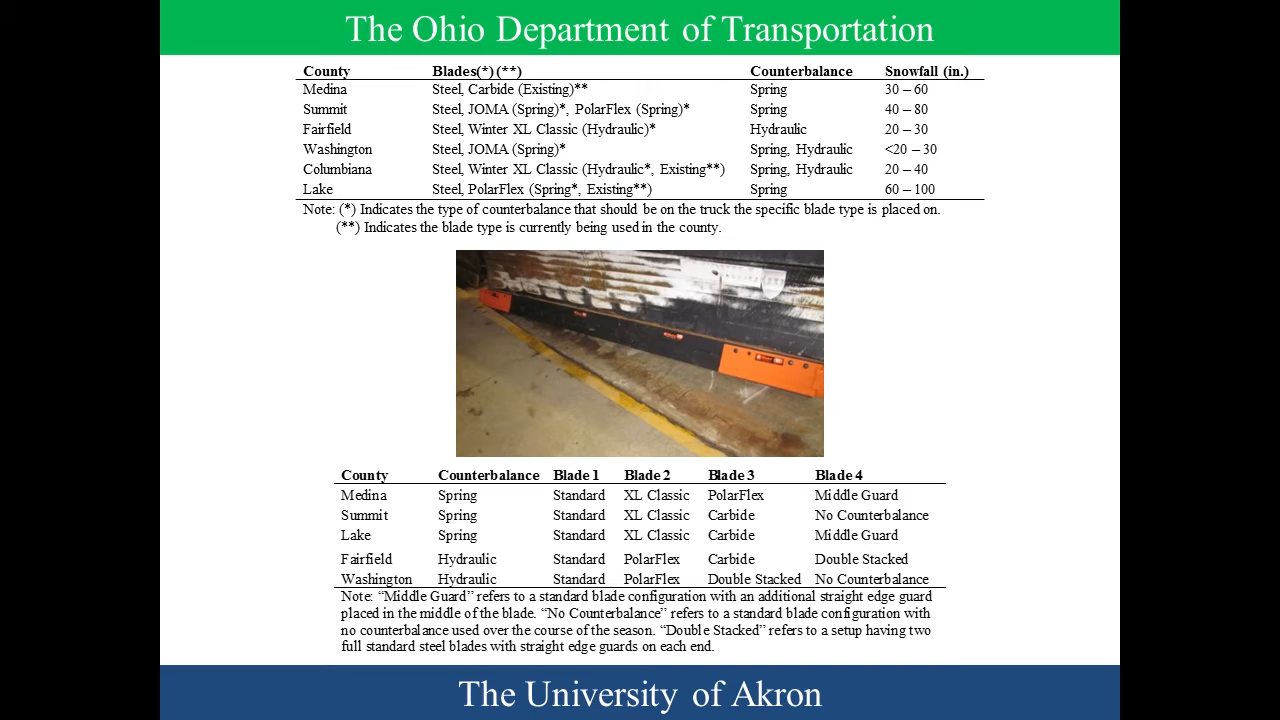 The Ohio Department of Transportation
County Blades(*) (**) Counterbalance Snowfall (in.)
Medina Steel, Carbide (Existing)** Spring 30 – 60
Summit Steel, JOMA (Spring)*, PolarFlex (Spring)* Spring 40 – 80
Fairfield Steel, Winter XL Classic (Hydraulic)* Hydraulic 20 – 30
Washington Steel, JOMA (Spring)* Spring, Hydraulic <20 – 30
Columbiana Steel, Winter XL Classic (Hydraulic*, Existing**) Spring, Hydraulic 20 – 40
Lake Steel, PolarFlex (Spring*, Existing**) Spring 60 – 100
Note: (*) Indicates the type of counterbalance that should be on the truck the specific blade type is placed on.
(**) Indicates the blade type is currently being used in the county.
County Counterbalance Blade 1 Blade 2 Blade 3 Blade 4
Medina Spring Standard XL Classic PolarFlex Middle Guard
Summit Spring Standard XL Classic Carbide No Counterbalance
Lake Spring Standard XL Classic Carbide Middle Guard
Fairfield Hydraulic Standard PolarFlex Carbide Double Stacked
Washington Hydraulic Standard PolarFlex Double Stacked No Counterbalance
Note: “Middle Guard” refers to a standard blade configuration with an additional straight edge guard
placed in the middle of the blade. “No Counterbalance” refers to a standard blade configuration with
no counterbalance used over the course of the season. “Double Stacked” refers to a setup having two
full standard steel blades with straight edge guards on each end.
The University of Akron